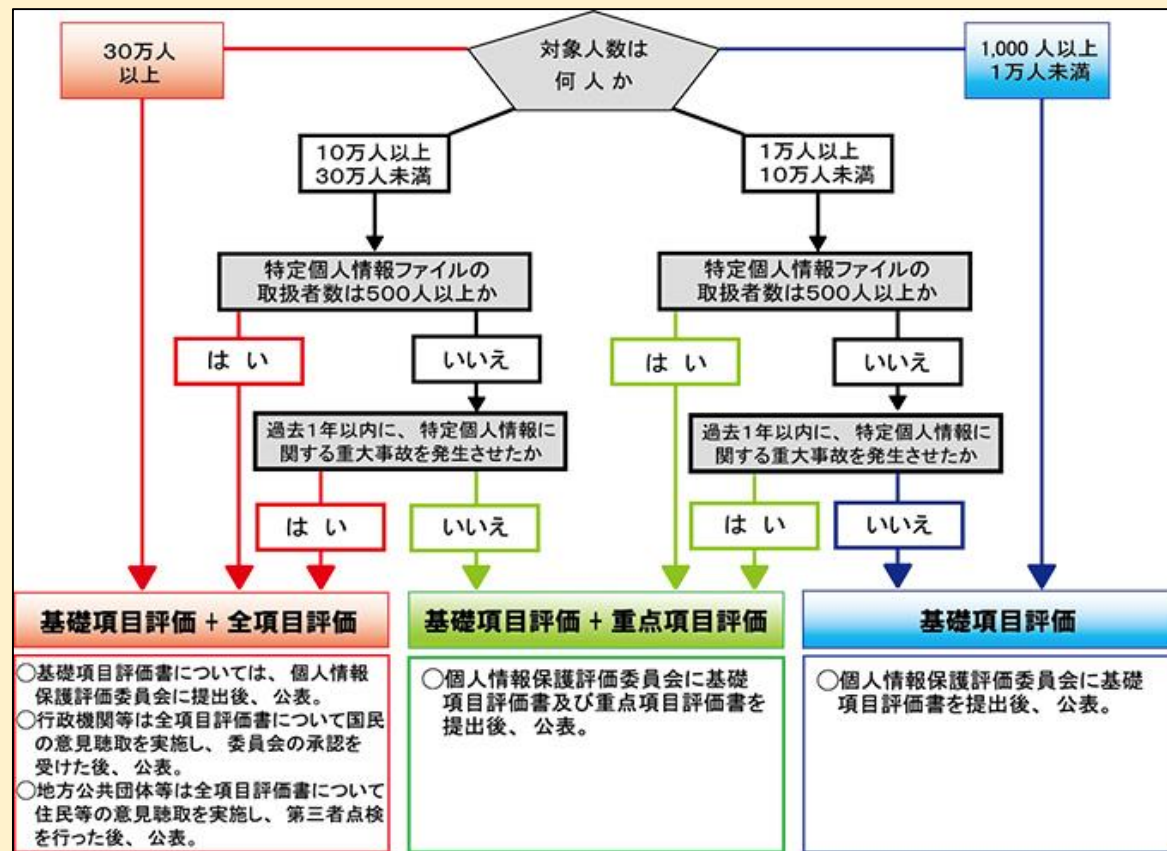 対象人数は
何人か
30万人
以上
1,000 人以上
1万人未満
10万人以上
30万人未満
1万人以上
10万人未満
特定個人情報ファイルの
取扱者数は500人以上か
特定個人情報ファイルの
取扱者数は500人以上か
はい
いいえ
はい
いいえ
過去1年以内に、特定個人情報に
関する重大事故を発生させたか
過去1年以内に、特定個人情報に
関する重大事故を発生させたか
はい
いいえ
はい
いいえ
基礎項目評価 + 全項目評価
○基礎項目評価書については、個人情報
保護評価委員会に提出後、公表。
○行政機関等は全項目評価書について国民
の意見聴取を実施し、委員会の承認を
受けた後、公表。
○地方公共団体等は全項目評価書について
住民等の意見聴取を実施し、第三者点検
を行った後、公表。
基礎項目評価 + 重点項目評価
○個人情報保護評価委員会に基礎
項目評価書及び重点項目評価書を
提出後、公表。
基礎項目評価
○個人情報保護評価委員会に基礎
項目評価書を提出後、公表。